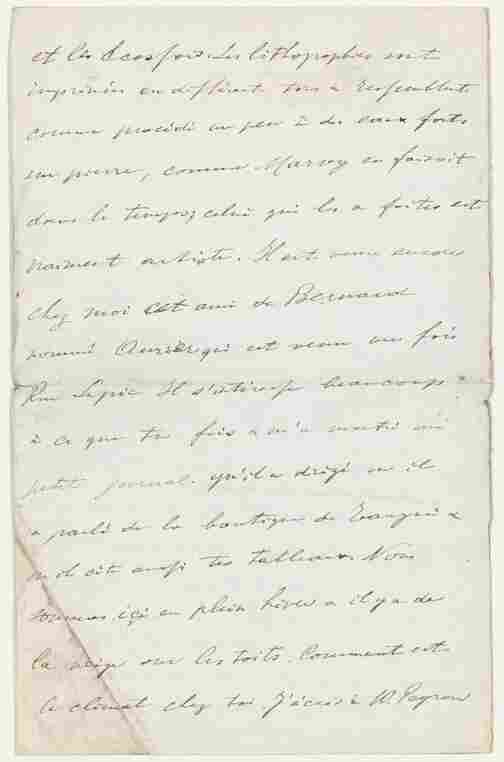 et les Ecossais. Les lithographies sont
imprimées en différents tons & ressemblent
comme procédé un peu à des eaux fortes
sur pierre, comme Marvy en faisait
dans le temps, celui qui les a faites est
vraiment artiste. Il est venu encore
chez moi cet ami de Bernard
nommé Aurier qui est venu une fois
Rue Lepic. Il s'intéresse beaucoup
à ce que tu fais & m'a montré un
petit journal qu'il a dirigé ou il
a parlé de la boutique de Tanguy &
ou il cite aussi tes tableaux. Nous
sommes içi en plein hiver & il y a de
la neige sur les toits. Comment est
le climat chez toi. J'écris à M. Peyron